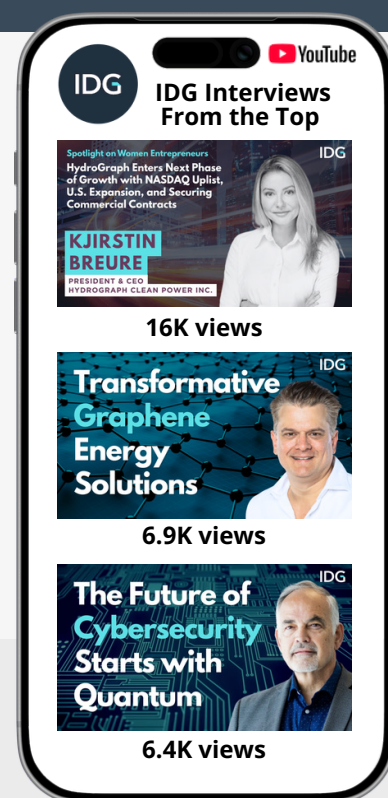 IDG
YouTube
IDG Interviews
From the Top
Spotlight on Women Entrepreneurs
IDG
HydroGraph Enters Next Phase
of Growth with NASDAQ Uplist,
U.S. Expansion, and Securing
Commercial Contracts
KJIRSTIN
BREURE
PRESIDENT & CEO
HYDROGRAPH CLEAN POWER INC.
16K views
IDG
Transformative
Graphene
Energy
Solutions
6.9K views
IDG
The Future of
Cybersecurity
Starts with
Quantum
6.4K views